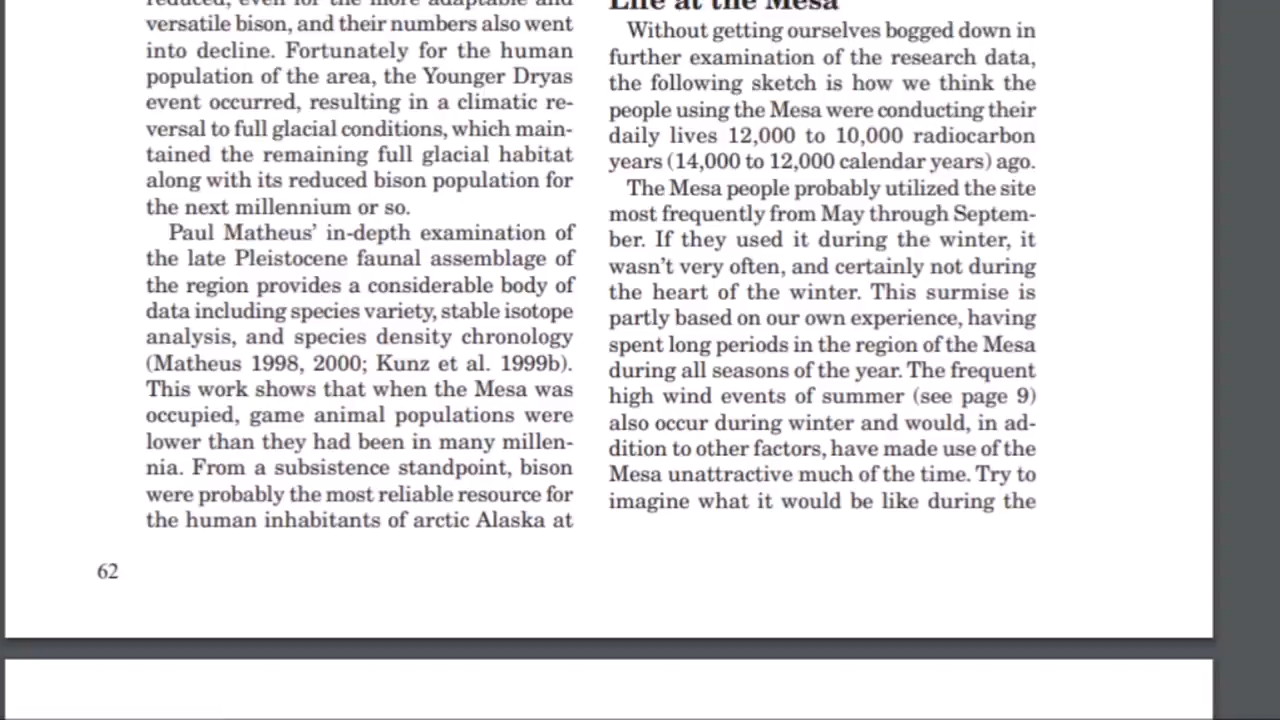 reduced, even for the more adaptable and
versatile bison, and their numbers also went
into decline. Fortunately for the human
population of the area, the Younger Dryas
event occurred, resulting in a climatic re-
versal to full glacial conditions, which main-
tained the remaining full glacial habitat
along with its reduced bison population for
the next millennium or so.
Paul Matheus’ in-depth examination of
the late Pleistocene faunal assemblage of
the region provides a considerable body of
data including species variety, stable isotope
analysis, and species density chronology
(Matheus 1998, 2000; Kunz et al. 1999b).
This work shows that when the Mesa was
occupied, game animal populations were
lower than they had been in many millen-
nia. From a subsistence standpoint, bison
were probably the most reliable resource for
the human inhabitants of arctic Alaska at
Life at the Mesa
Without getting ourselves bogged down in
further examination of the research data,
the following sketch is how we think the
people using the Mesa were conducting their
daily lives 12,000 to 10,000 radiocarbon
years (14,000 to 12,000 calendar years) ago.
The Mesa people probably utilized the site
most frequently from May through Septem-
ber. If they used it during the winter, it
wasn’t very often, and certainly not during
the heart of the winter. This surmise is
partly based on our own experience, having
spent long periods in the region of the Mesa
during all seasons of the year. The frequent
high wind events of summer (see page 9)
also occur during winter and would, in ad-
dition to other factors, have made use of the
Mesa unattractive much of the time. Try to
imagine what it would be like during the
62